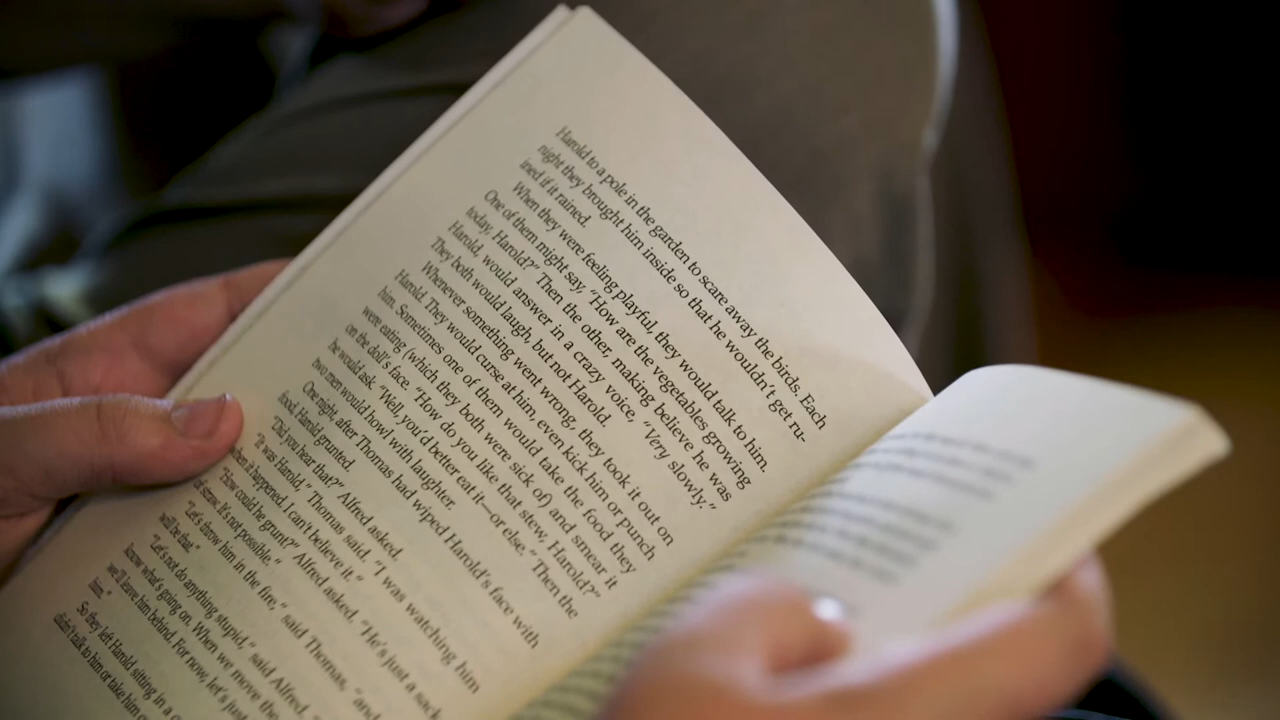 Harold to a pole in the garden to scare away the birds. Each
night they brought him inside so that he wouldn't get ru-
ined if it rained.
When they were feeling playful, they would talk to him.
One of them might say, “How are the vegetables growing
today, Harold?” Then the other, making believe he was
Harold, would answer in a crazy voice, “Very slowly.”
They both would laugh, but not Harold.
Whenever something went wrong, they took it out on
Harold. They would curse at him, even kick him or punch
him. Sometimes one of them would take the food they
were eating (which they both were sick of) and smear it
on the doll's face. “How do you like that stew, Harold?”
he would ask. “Well, you'd better eat it—or else.” Then the
two men would howl with laughter.
One night, after Thomas had wiped Harold's face with
food, Harold grunted.
“Did you hear that?” Alfred asked.
“It was Harold,” Thomas said. “I was watching him
when it happened. I can't believe it.”
“How could he grunt?” Alfred asked. “He's just a sack
of straw. It's not possible.”
“Let's throw him in the fire,” said Thomas, “and
will be that.”
“Let's not do anything stupid,” said Alfred.
know what's going on. When we move the
we'll leave him behind. For now, let's just
him.”
So they left Harold sitting in a
didn't talk to him or take him